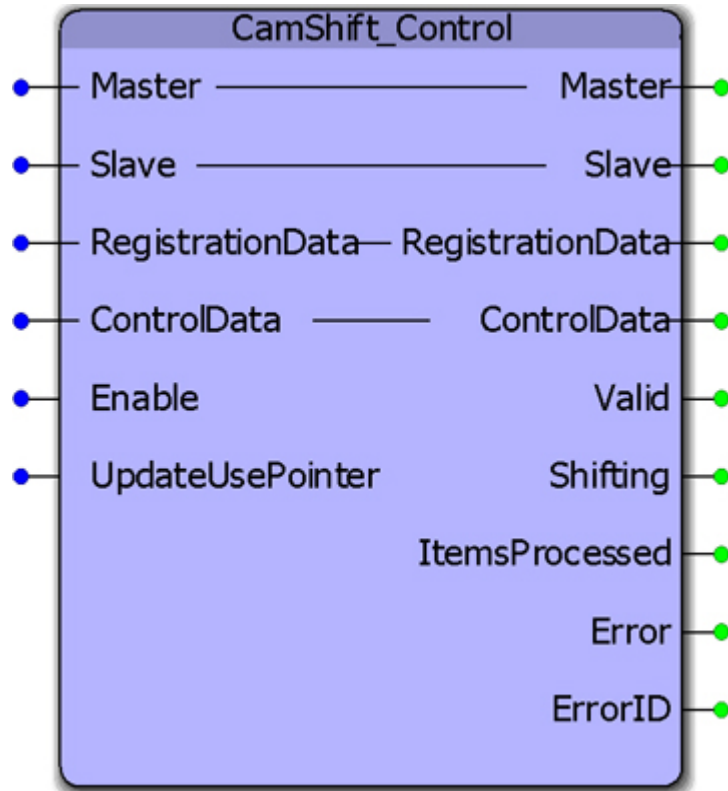 CamShift_Control
Master Master
Slave Slave
RegistrationData RegistrationData
ControlData ControlData
Enable Valid
UpdateUsePointer Shifting
ItemsProcessed
Error
ErrorID